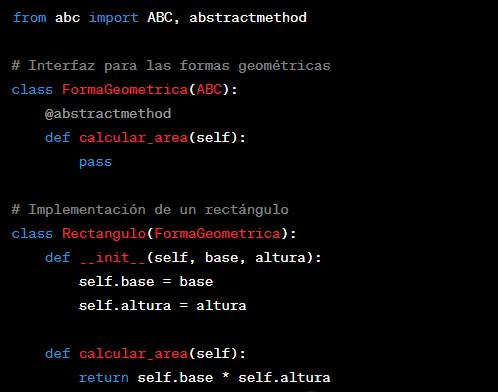 from abc import ABC, abstractmethod
# Interfaz para las formas geométricas
class FormaGeometrica(ABC):
    @abstractmethod
    def calcular_area(self):
        pass
# Implementación de un rectángulo
class Rectangulo(FormaGeometrica):
    def __init__(self, base, altura):
        self.base = base
        self.altura = altura
    def calcular_area(self):
        return self.base * self.altura